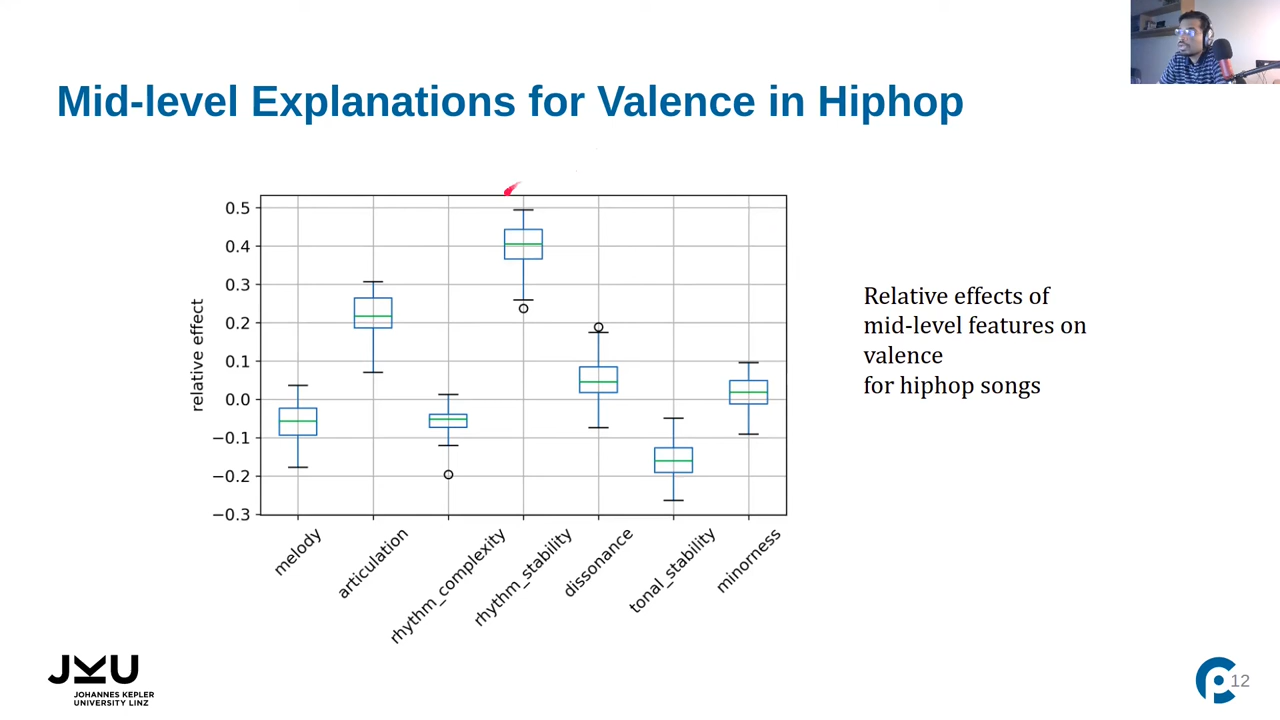 Mid-level Explanations for Valence in Hiphop
0.5
0.4
0.3
0.2
0.1
0.0
−0.1
−0.2
−0.3
relative effect
melody
articulation
rhythm_complexity
rhythm_stability
dissonance
tonal_stability
minorness
Relative effects of
mid-level features on
valence
for hiphop songs
JKU
JOHANNES KEPLER
UNIVERSITY LINZ
12